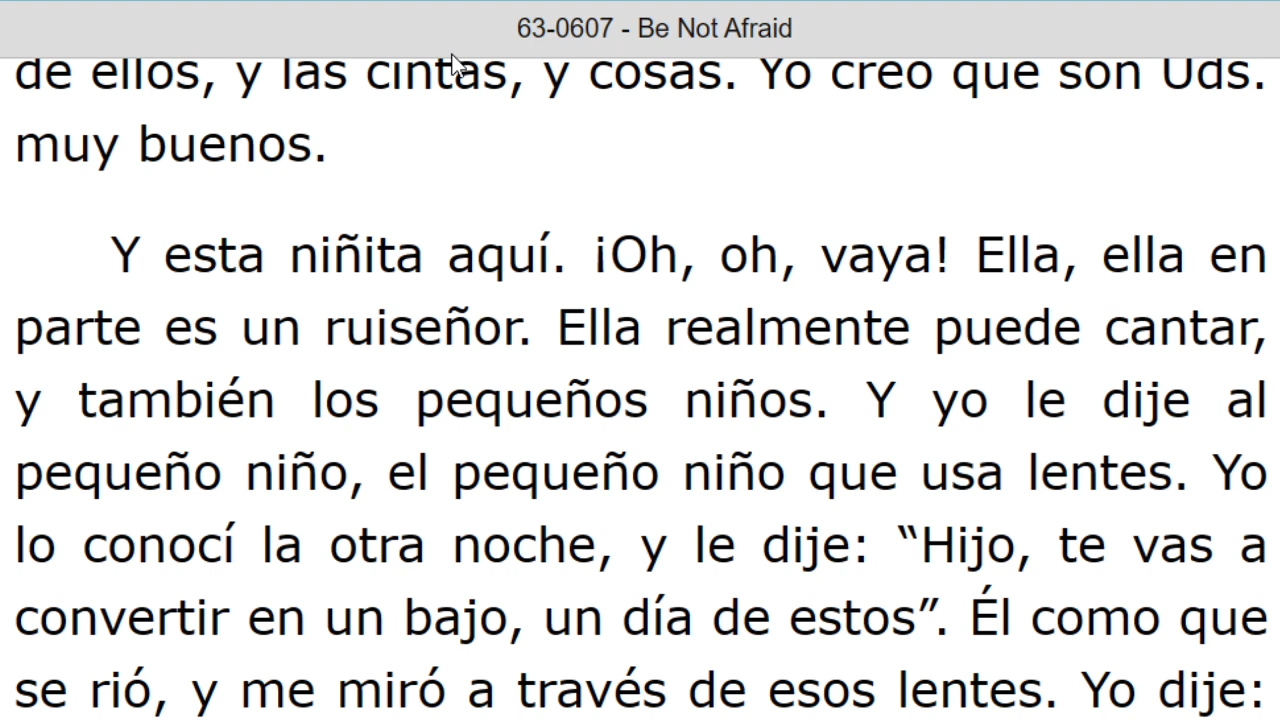 63-0607 - Be Not Afraid
de ellos, y las cintas, y cosas. Yo creo que son Uds.
muy buenos.
Y esta niñita aquí. ¡Oh, oh, vaya! Ella, ella en
parte es un ruiseñor. Ella realmente puede cantar,
y también los pequeños niños. Y yo le dije al
pequeño niño, el pequeño niño que usa lentes. Yo
lo conocí la otra noche, y le dije: “Hijo, te vas a
convertir en un bajo, un día de estos”. Él como que
se rió, y me miró a través de esos lentes. Yo dije: